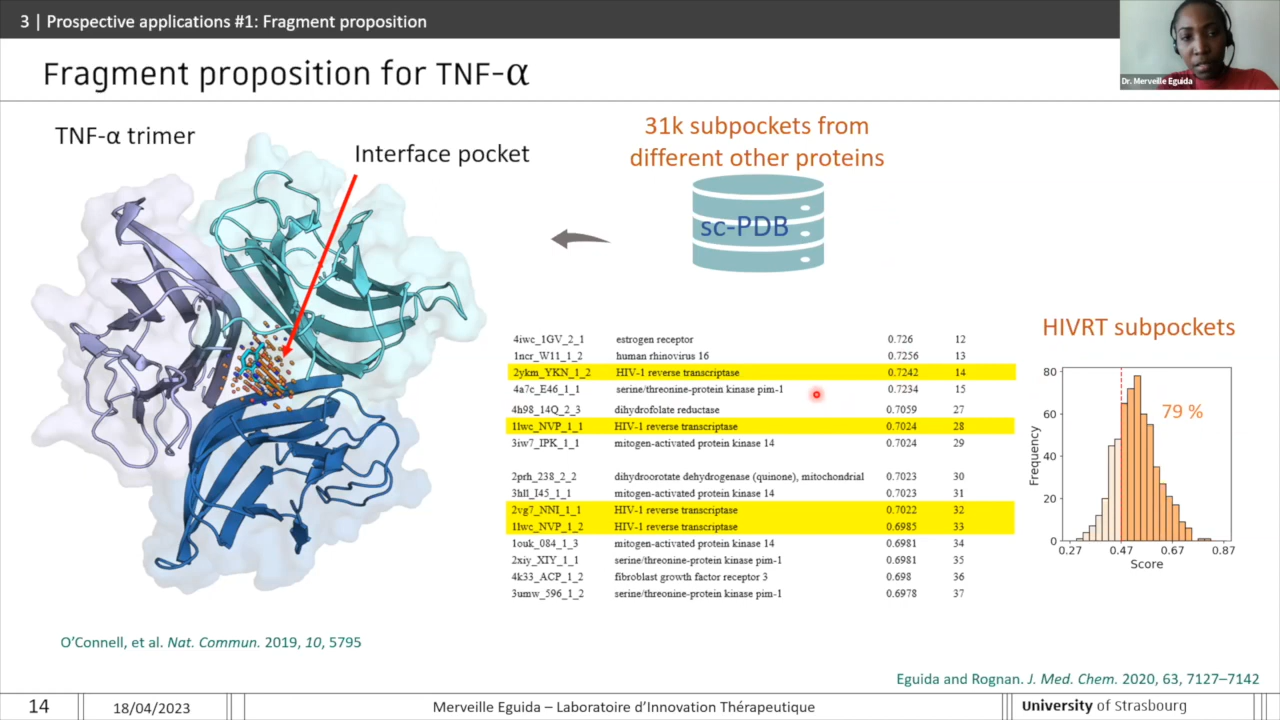 3 | Prospective applications #1: Fragment proposition
Dr. Merveille Eguida
Fragment proposition for TNF-α
TNF-α trimer
Interface pocket
31k subpockets from
different other proteins
sc-PDB
4iwc_1GV_2_1 estrogen receptor 0.726 12
1ncr_W11_1_2 human rhinovirus 16 0.7256 13
2ykm_YKN_1_2 HIV-1 reverse transcriptase 0.7242 14
4a7c_E46_1_1 serine/threonine-protein kinase pim-1 0.7234 15
4h98_14Q_2_3 dihydrofolate reductase 0.7059 27
1lwc_NVP_1_1 HIV-1 reverse transcriptase 0.7024 28
3iw7_IPK_1_1 mitogen-activated protein kinase 14 0.7024 29
2prh_238_2_2 dihydroorotate dehydrogenase (quinone), mitochondrial 0.7023 30
3hll_I45_1_1 mitogen-activated protein kinase 14 0.7023 31
2vg7_NNI_1_1 HIV-1 reverse transcriptase 0.7022 32
1lwc_NVP_1_2 HIV-1 reverse transcriptase 0.6985 33
1ouk_084_1_3 mitogen-activated protein kinase 14 0.6981 34
2xiy_XIY_1_1 serine/threonine-protein kinase pim-1 0.6981 35
4k33_ACP_1_2 fibroblast growth factor receptor 3 0.698 36
3umw_596_1_2 serine/threonine-protein kinase pim-1 0.6978 37
HIVRT subpockets
79 %
Frequency
80
60
40
20
0
0.27 0.47 0.67 0.87
Score
O'Connell, et al. Nat. Commun. 2019, 10, 5795
Eguida and Rognan. J. Med. Chem. 2020, 63, 7127–7142
14 18/04/2023 Merveille Eguida – Laboratoire d'Innovation Thérapeutique University of Strasbourg